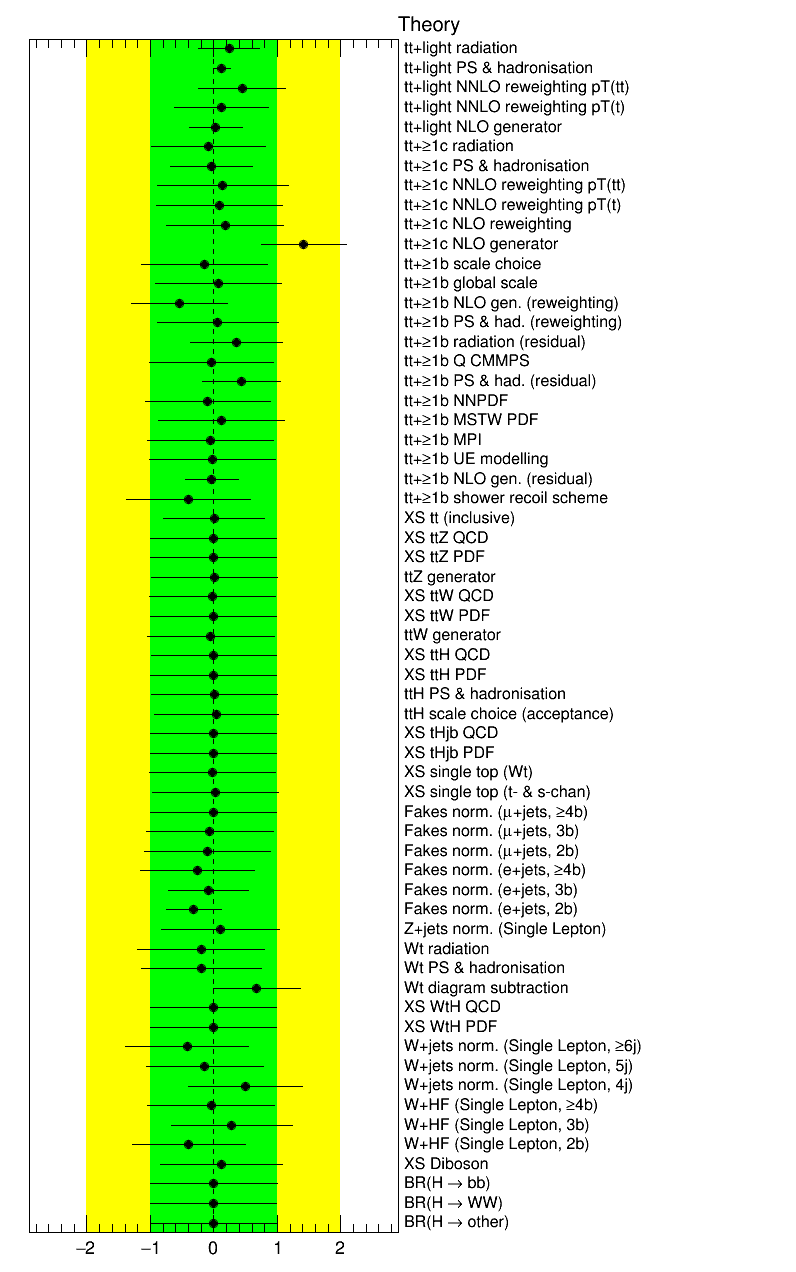 Theory
tt+light radiation
tt+light PS & hadronisation
tt+light NNLO reweighting pT(tt)
tt+light NNLO reweighting pT(t)
tt+light NLO generator
tt+≥1c radiation
tt+≥1c PS & hadronisation
tt+≥1c NNLO reweighting pT(tt)
tt+≥1c NNLO reweighting pT(t)
tt+≥1c NLO reweighting
tt+≥1c NLO generator
tt+≥1b scale choice
tt+≥1b global scale
tt+≥1b NLO gen. (reweighting)
tt+≥1b PS & had. (reweighting)
tt+≥1b radiation (residual)
tt+≥1b Q CMMPS
tt+≥1b PS & had. (residual)
tt+≥1b NNPDF
tt+≥1b MSTW PDF
tt+≥1b MPI
tt+≥1b UE modelling
tt+≥1b NLO gen. (residual)
tt+≥1b shower recoil scheme
XS tt (inclusive)
XS ttZ QCD
XS ttZ PDF
ttZ generator
XS ttW QCD
XS ttW PDF
ttW generator
XS ttH QCD
XS ttH PDF
ttH PS & hadronisation
ttH scale choice (acceptance)
XS tHjb QCD
XS tHjb PDF
XS single top (Wt)
XS single top (t- & s-chan)
Fakes norm. (μ+jets, ≥4b)
Fakes norm. (μ+jets, 3b)
Fakes norm. (μ+jets, 2b)
Fakes norm. (e+jets, ≥4b)
Fakes norm. (e+jets, 3b)
Fakes norm. (e+jets, 2b)
Z+jets norm. (Single Lepton)
Wt radiation
Wt PS & hadronisation
Wt diagram subtraction
XS WtH QCD
XS WtH PDF
W+jets norm. (Single Lepton, ≥6j)
W+jets norm. (Single Lepton, 5j)
W+jets norm. (Single Lepton, 4j)
W+HF (Single Lepton, ≥4b)
W+HF (Single Lepton, 3b)
W+HF (Single Lepton, 2b)
XS Diboson
BR(H → bb)
BR(H → WW)
BR(H → other)
−2 −1 0 1 2